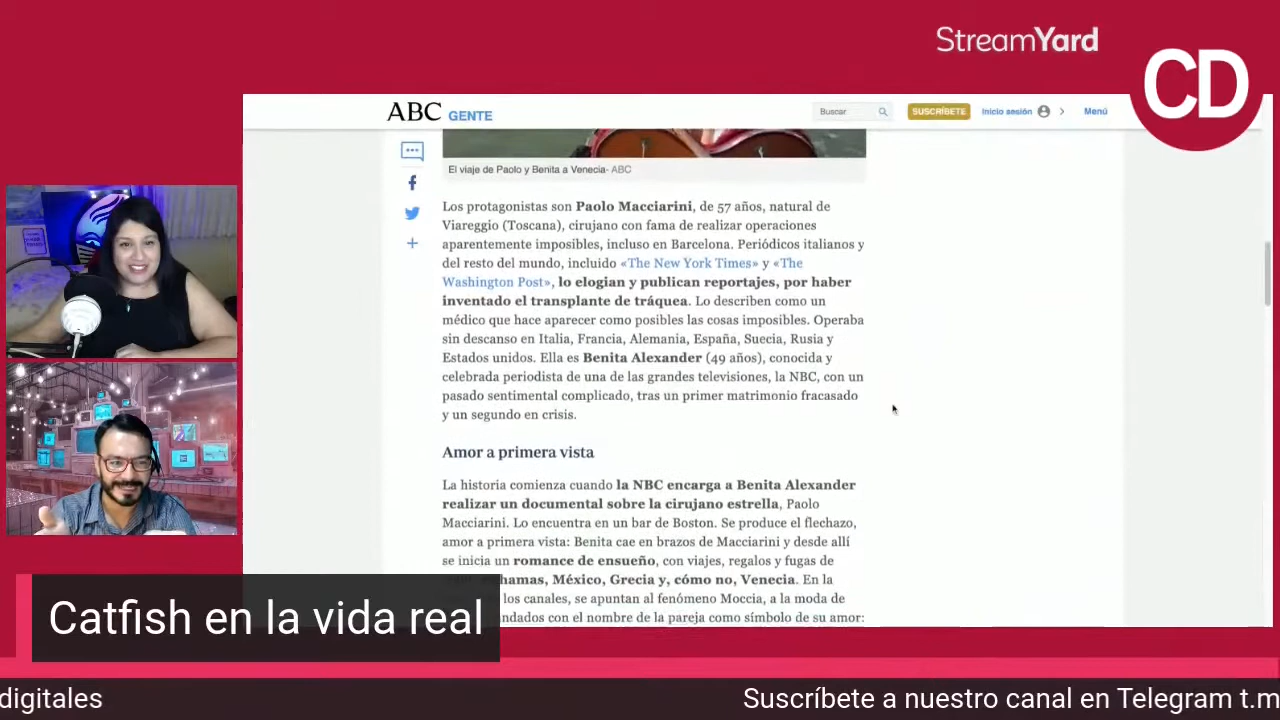 StreamYard
CD
ABC GENTE
Buscar
SUSCRÍBETE
Inicio sesión
Menú
El viaje de Paolo y Benita a Venecia- ABC
Los protagonistas son Paolo Macciarini, de 57 años, natural de
Viareggio (Toscana), cirujano con fama de realizar operaciones
aparentemente imposibles, incluso en Barcelona. Periódicos italianos y
del resto del mundo, incluido «The New York Times» y «The
Washington Post», lo elogian y publican reportajes, por haber
inventado el transplante de tráquea. Lo describen como un
médico que hace aparecer como posibles las cosas imposibles. Operaba
sin descanso en Italia, Francia, Alemania, España, Suecia, Rusia y
Estados unidos. Ella es Benita Alexander (49 años), conocida y
celebrada periodista de una de las grandes televisiones, la NBC, con un
pasado sentimental complicado, tras un primer matrimonio fracasado
y un segundo en crisis.
Amor a primera vista
La historia comienza cuando la NBC encarga a Benita Alexander
realizar un documental sobre la cirujano estrella, Paolo
Macciarini. Lo encuentra en un bar de Boston. Se produce el flechazo,
amor a primera vista: Benita cae en brazos de Macciarini y desde allí
se inicia un romance de ensueño, con viajes, regalos y fugas de
hamas, México, Grecia y, cómo no, Venecia. En la
los canales, se apuntan al fenómeno Moccia, a la moda de
ndados con el nombre de la pareja como símbolo de su amor:
Catfish en la vida real
digitales
Suscríbete a nuestro canal en Telegram t.m